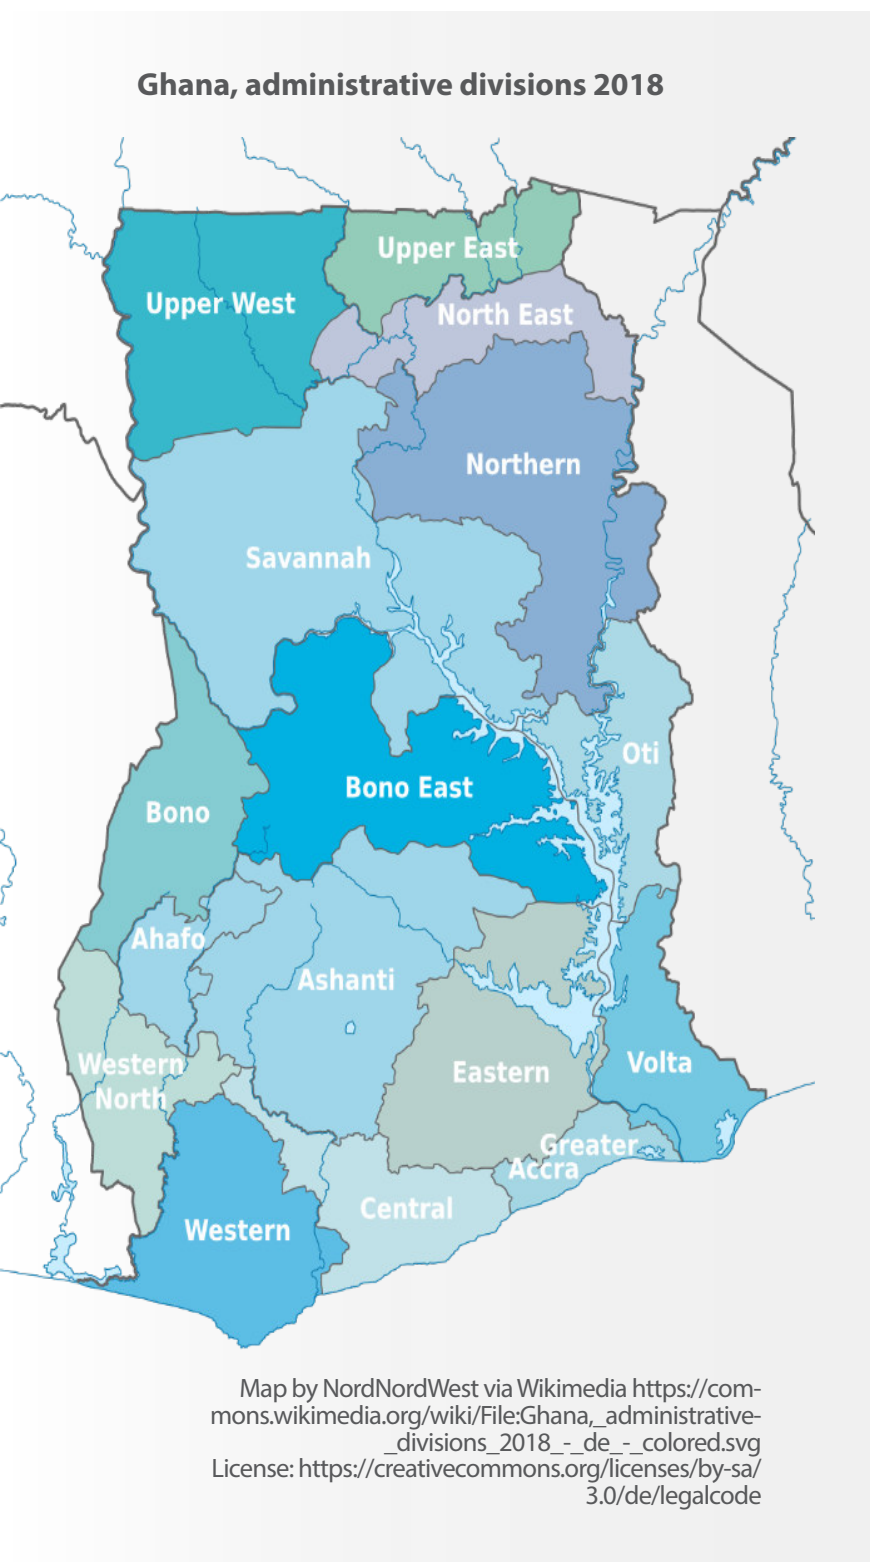 Ghana, administrative divisions 2018
Upper East
Upper West
North East
Northern
Savannah
Oti
Bono East
Bono
Ahafo
Ashanti
Western
North
Eastern
Volta
Greater
Accra
Central
Western
Map by NordNordWest via Wikimedia https://com-
mons.wikimedia.org/wiki/File:Ghana,_administrative-
_divisions_2018_-_de_-_colored.svg
License: https://creativecommons.org/licenses/by-sa/
3.0/de/legalcode